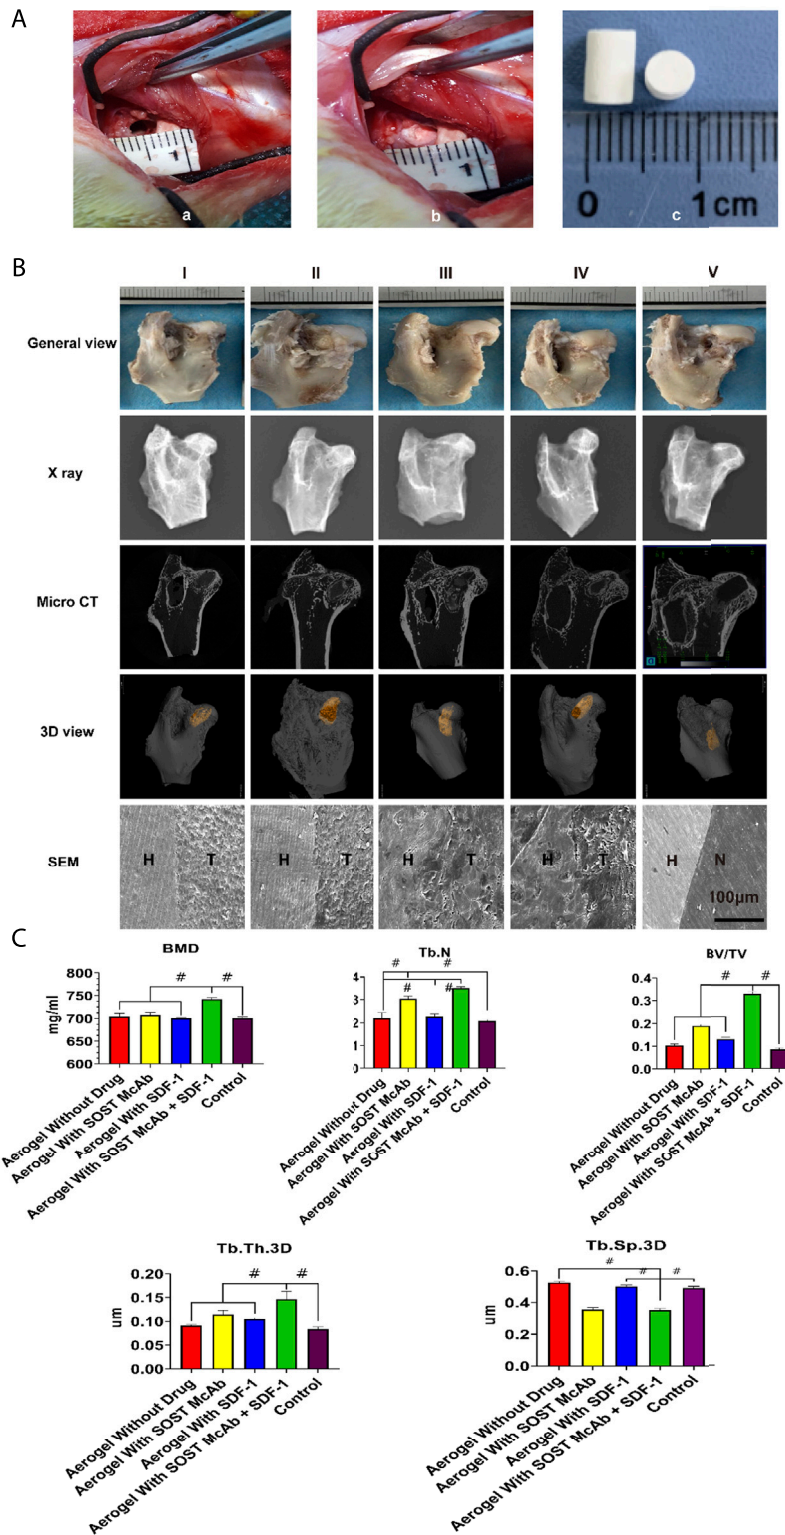 A
a
b
0
1 cm
c
B
I
II
III
IV
V
General view
X ray
Micro CT
3D view
SEM
H
T
H
T
H
T
H
T
H
N
100μm
C
BMD
mg/ml
800
750
700
650
600
#
#
Aerogel Without Drug
Aerogel With SOST McAb
Aerogel With SDF-1
Aerogel With SOST McAb + SDF-1
Control
Tb.N
4
3
2
1
0
#
#
#
#
Aerogel Without Drug
Aerogel With SOST McAb
Aerogel With SDF-1
Aerogel With SOST McAb + SDF-1
Control
BV/TV
0.4
0.3
0.2
0.1
0.0
#
#
Aerogel Without Drug
Aerogel With SOST McAb
Aerogel With SDF-1
Aerogel With SOST McAb + SDF-1
Control
Tb.Th.3D
um
0.20
0.15
0.10
0.05
0.00
#
#
Aerogel Without Drug
Aerogel With SOST McAb
Aerogel With SDF-1
Aerogel With SOST McAb + SDF-1
Control
Tb.Sp.3D
um
0.6
0.4
0.2
0.0
#
#
#
Aerogel Without Drug
Aerogel With SOST McAb
Aerogel With SDF-1
Aerogel With SOST McAb + SDF-1
Control